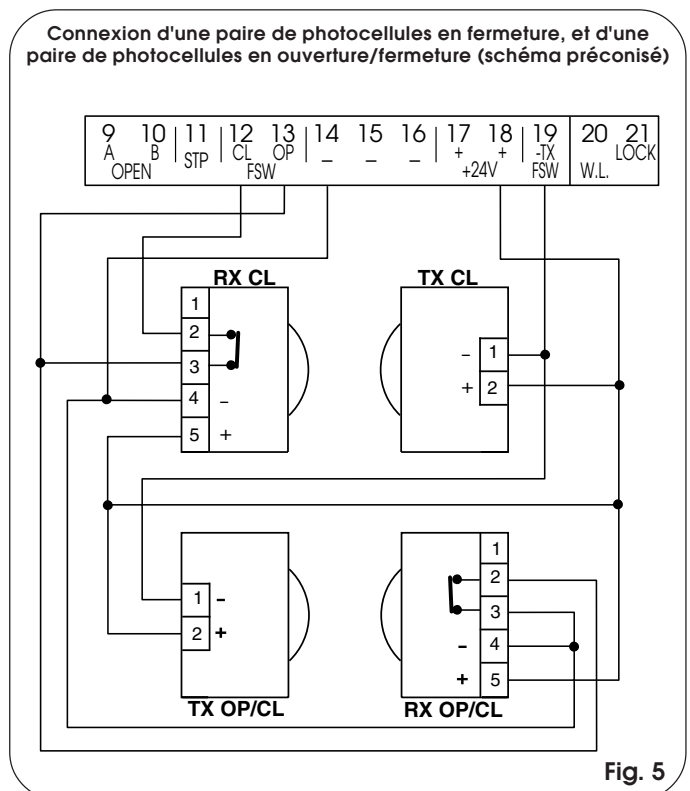 Connexion d'une paire de photocellules en fermeture, et d'une
paire de photocellules en ouverture/fermeture (schéma préconisé)
9 10 11 12 13 14 15 16 17 18 19 20 21
A B STP CL OP – – – + + -TX W.L. LOCK
OPEN FSW +24V FSW
RX CL
1
2
3
4 –
5 +
TX CL
– 1
+ 2
1 -
2 +
TX OP/CL
1
2
3
- 4
+ 5
RX OP/CL
Fig. 5